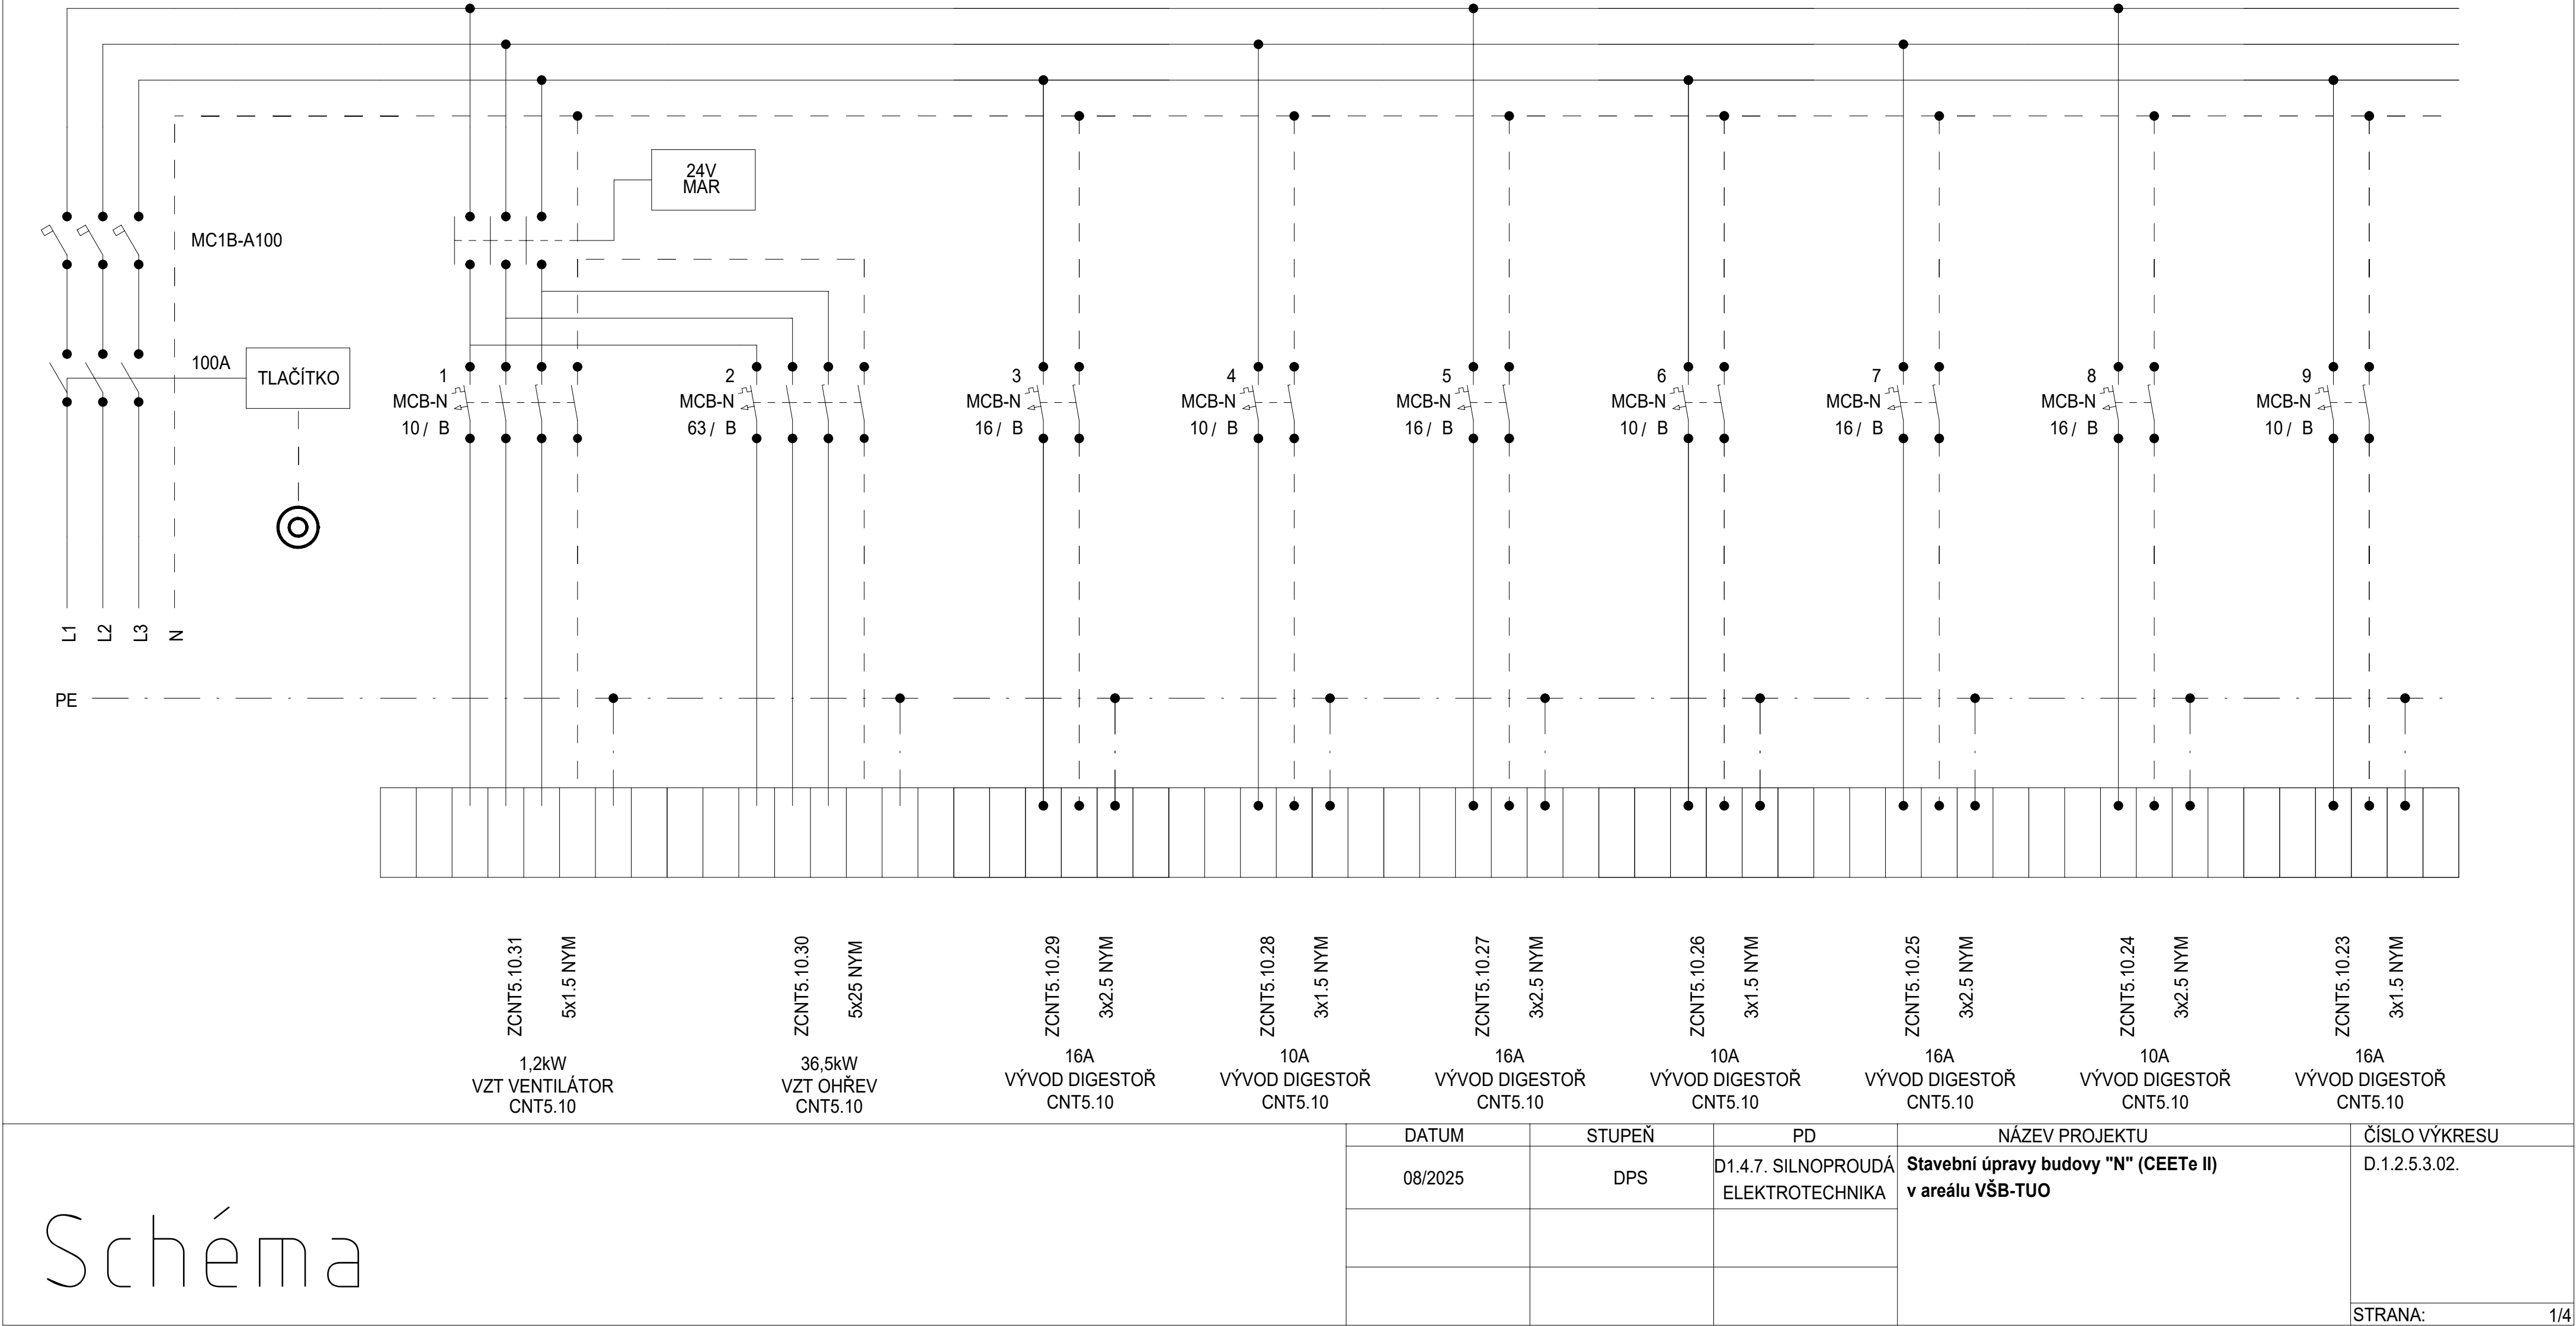 24V
MAR
MC1B-A100
100A
TLAČÍTKO
1
MCB-N
10 / B
2
MCB-N
63 / B
3
MCB-N
16 / B
4
MCB-N
10 / B
5
MCB-N
16 / B
6
MCB-N
10 / B
7
MCB-N
16 / B
8
MCB-N
16 / B
9
MCB-N
10 / B
L1
L2
L3
N
PE
ZCNT5.10.31
5x1.5 NYM
ZCNT5.10.30
5x25 NYM
ZCNT5.10.29
3x2.5 NYM
ZCNT5.10.28
3x1.5 NYM
ZCNT5.10.27
3x2.5 NYM
ZCNT5.10.26
3x1.5 NYM
ZCNT5.10.25
3x2.5 NYM
ZCNT5.10.24
3x2.5 NYM
ZCNT5.10.23
3x1.5 NYM
1,2kW
VZT VENTILÁTOR
CNT5.10
36,5kW
VZT OHŘEV
CNT5.10
16A
VÝVOD DIGESTOŘ
CNT5.10
10A
VÝVOD DIGESTOŘ
CNT5.10
16A
VÝVOD DIGESTOŘ
CNT5.10
10A
VÝVOD DIGESTOŘ
CNT5.10
16A
VÝVOD DIGESTOŘ
CNT5.10
10A
VÝVOD DIGESTOŘ
CNT5.10
16A
VÝVOD DIGESTOŘ
CNT5.10
Schéma
DATUM
08/2025
STUPEŇ
DPS
PD
D1.4.7. SILNOPROUDÁ
ELEKTROTECHNIKA
NÁZEV PROJEKTU
Stavební úpravy budovy "N" (CEETe II)
v areálu VŠB-TUO
ČÍSLO VÝKRESU
D.1.2.5.3.02.
STRANA: 1/4